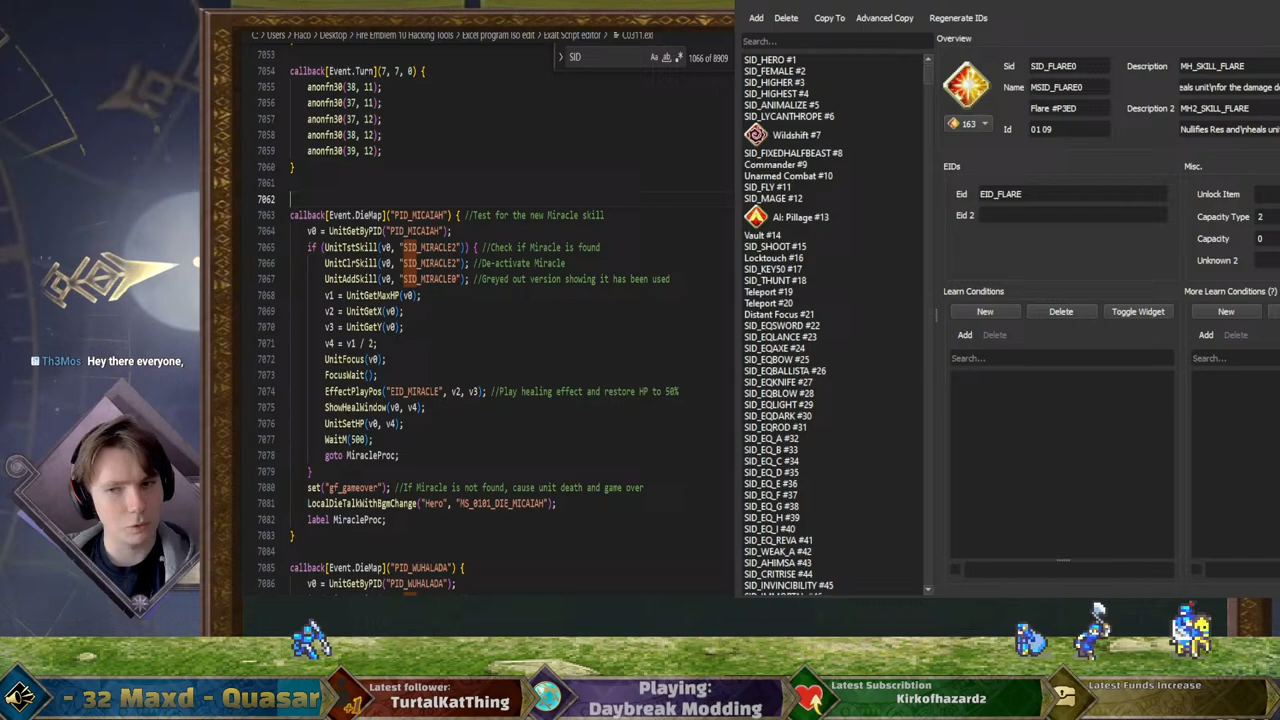 C: > Users > Haco > Desktop > Fire Emblem 10 Hacking Tools > Excel program iso edit > Exalt Script editor > C0311.exl
SID
1066 of 8909
7053
7054 callback[Event.Turn](7, 7, 0) {
7055 anonfn30(38, 11);
7056 anonfn30(37, 11);
7057 anonfn30(37, 12);
7058 anonfn30(38, 12);
7059 anonfn30(39, 12);
7060 }
7061
7062
7063 callback[Event.DieMap]("PID_MICAIAH") { //Test for the new Miracle skill
7064 v0 = UnitGetByPID("PID_MICAIAH");
7065 if (UnitTstSkill(v0, "SID_MIRACLE2")) { //Check if Miracle is found
7066 UnitClrSkill(v0, "SID_MIRACLE2"); //De-activate Miracle
7067 UnitAddSkill(v0, "SID_MIRACLE0"); //Greyed out version showing it has been used
7068 v1 = UnitGetMaxHP(v0);
7069 v2 = UnitGetX(v0);
7070 v3 = UnitGetY(v0);
7071 v4 = v1 / 2;
7072 UnitFocus(v0);
7073 FocusWait();
7074 EffectPlayPos("EID_MIRACLE", v2, v3); //Play healing effect and restore HP to 50%
7075 ShowHealWindow(v0, v4);
7076 UnitSetHP(v0, v4);
7077 WaitM(500);
7078 goto MiracleProc;
7079 }
7080 set("gf_gameover"); //If Miracle is not found, cause unit death and game over
7081 LocalDieTalkWithBgmChange("Hero", "MS_0101_DIE_MICAIAH");
7082 label MiracleProc;
7083 }
7084
7085 callback[Event.DieMap]("PID_WUHALADA") {
7086 v0 = UnitGetByPID("PID_WUHALADA");
Th3Mos Hey there everyone,
Add Delete Copy To Advanced Copy Regenerate IDs
Search...
SID_HERO #1
SID_FEMALE #2
SID_HIGHER #3
SID_HIGHEST #4
SID_ANIMALIZE #5
SID_LYCANTHROPE #6
Wildshift #7
SID_FIXEDHALFBEAST #8
Commander #9
Unarmed Combat #10
SID_FLY #11
SID_MAGE #12
AI: Pillage #13
Vault #14
SID_SHOOT #15
Locktouch #16
SID_KEY50 #17
SID_THUNT #18
Teleport #19
Teleport #20
Distant Focus #21
SID_EQSWORD #22
SID_EQLANCE #23
SID_EQAXE #24
SID_EQBOW #25
SID_EQBALLISTA #26
SID_EQKNIFE #27
SID_EQBLOW #28
SID_EQLIGHT #29
SID_EQDARK #30
SID_EQROD #31
SID_EQ_A #32
SID_EQ_B #33
SID_EQ_C #34
SID_EQ_D #35
SID_EQ_E #36
SID_EQ_F #37
SID_EQ_G #38
SID_EQ_H #39
SID_EQ_I #40
SID_EQ_REVA #41
SID_WEAK_A #42
SID_AHIMSA #43
SID_CRITRISE #44
SID_INVINCIBILITY #45
Overview
163
Sid SID_FLARE0
Name MSID_FLARE0
Flare #P3ED
Id 01 09
Description MH_SKILL_FLARE
eals unit\nfor the damage d
Description 2 MH2_SKILL_FLARE
Nullifies Res and\nheals unit
EIDs
Eid EID_FLARE
Eid 2
Misc.
Unlock Item
Capacity Type 2
Capacity 0
Unknown 2
Learn Conditions
New Delete Toggle Widget
Add Delete
Search...
More Learn Conditions (?)
New
Add Delete
Search...
- 32 Maxd - Quasar
Latest follower:
TurtalKatThing
Playing:
Daybreak Modding
Latest Subscribtion
Kirkofhazard2
Latest Funds Increase